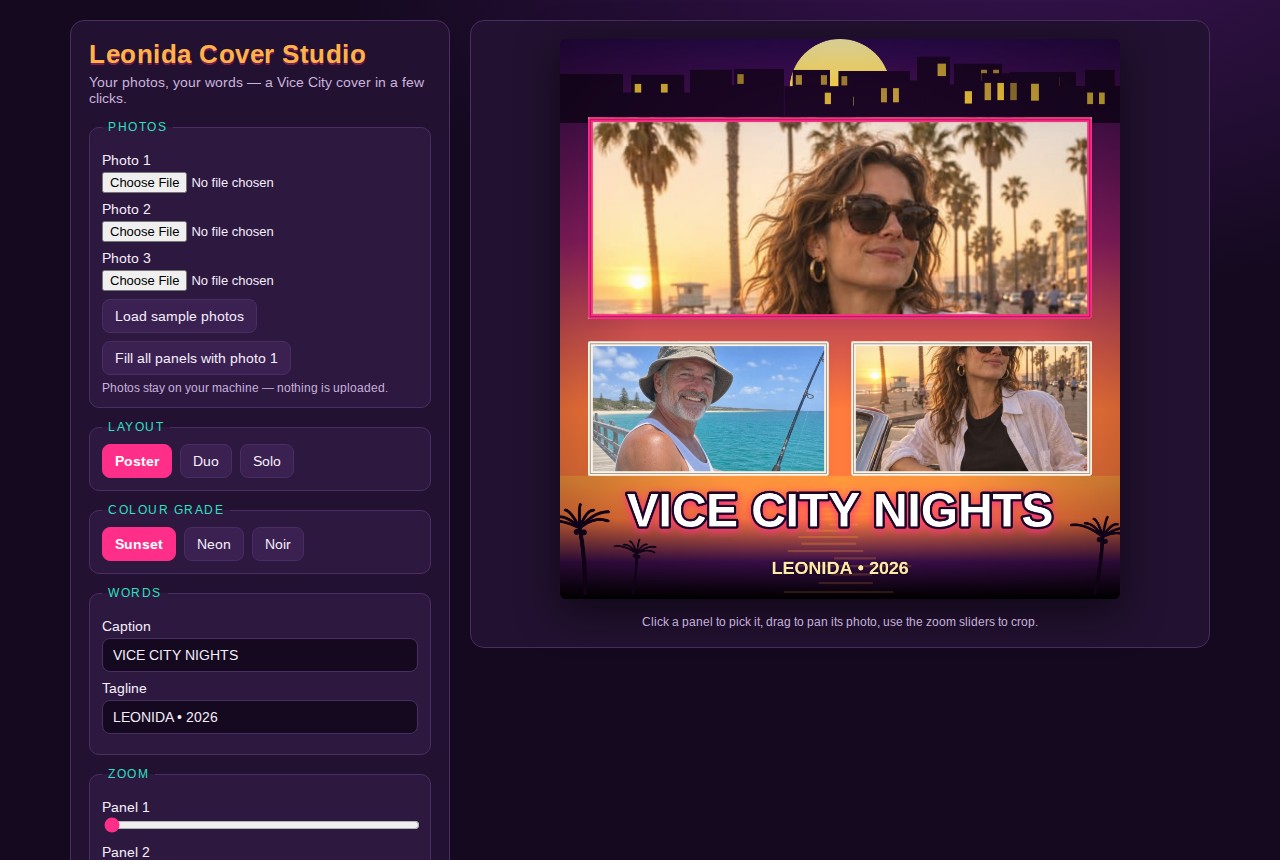 Leonida Cover Studio
Your photos, your words — a Vice City cover in a few
clicks.
PHOTOS
Photo 1
Choose File No file chosen
Photo 2
Choose File No file chosen
Photo 3
Choose File No file chosen
Load sample photos
Fill all panels with photo 1
Photos stay on your machine — nothing is uploaded.
LAYOUT
Poster Duo Solo
COLOUR GRADE
Sunset Neon Noir
WORDS
Caption
VICE CITY NIGHTS
Tagline
LEONIDA • 2026
ZOOM
Panel 1
Panel 2
VICE CITY NIGHTS
LEONIDA • 2026
Click a panel to pick it, drag to pan its photo, use the zoom sliders to crop.